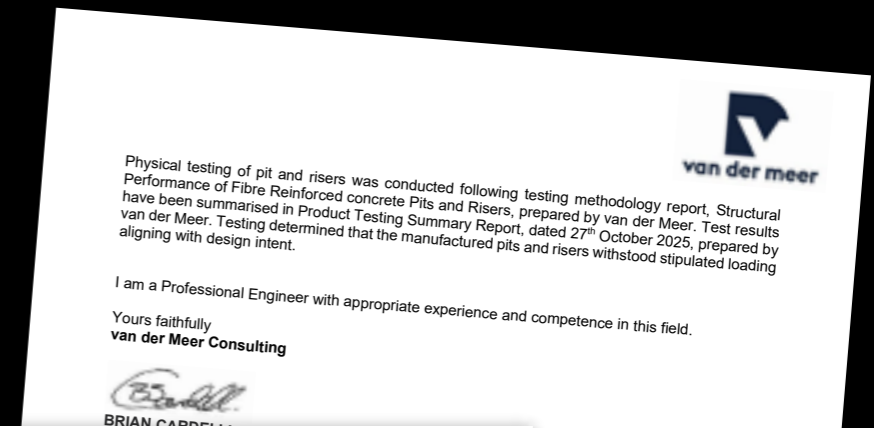 van der meer
Physical testing of pit and risers was conducted following testing methodology report, Structural
Performance of Fibre Reinforced concrete Pits and Risers, prepared by van der Meer. Test results
have been summarised in Product Testing Summary Report, dated 27th October 2025, prepared by
van der Meer. Testing determined that the manufactured pits and risers withstood stipulated loading
aligning with design intent.
I am a Professional Engineer with appropriate experience and competence in this field.
Yours faithfully
van der Meer Consulting
BRIAN